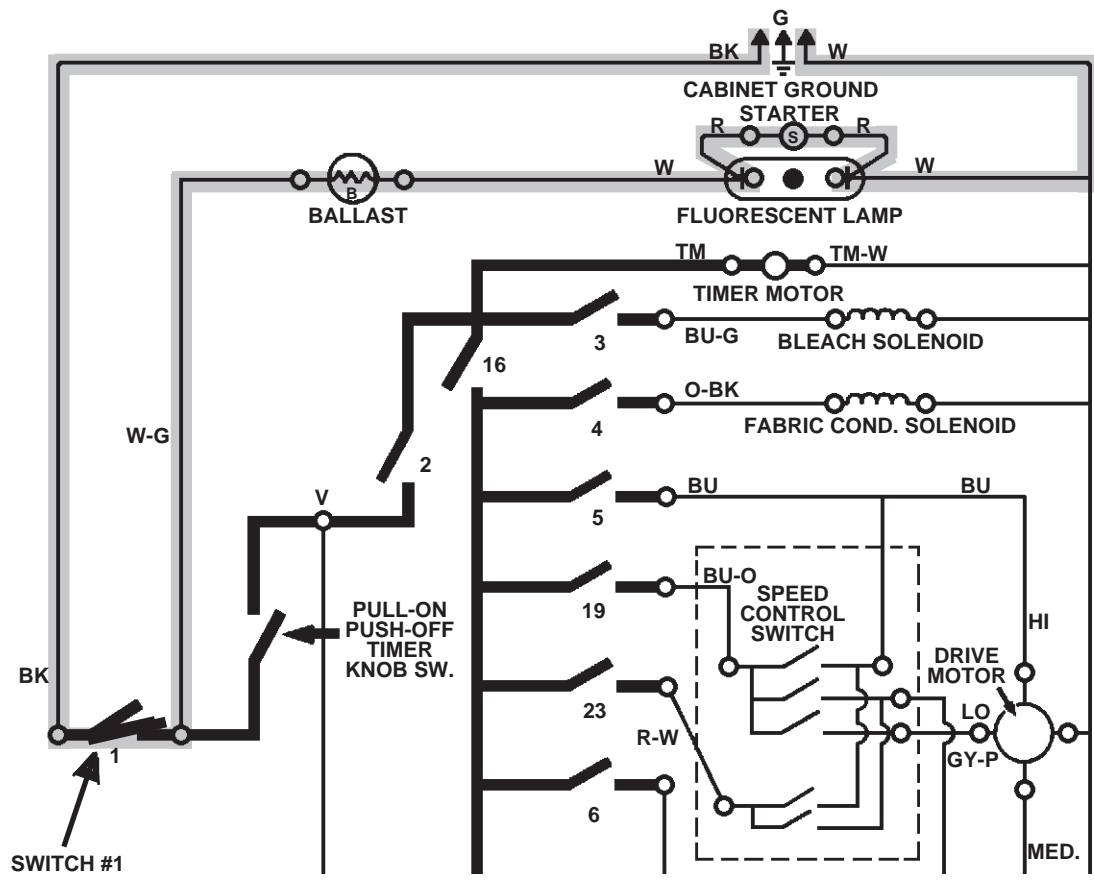 G
BK
W
CABINET GROUND
STARTER
R
S
R
W
W
B
BALLAST
FLUORESCENT LAMP
TM
TM-W
TIMER MOTOR
3
BU-G
BLEACH SOLENOID
16
O-BK
4
FABRIC COND. SOLENOID
W-G
2
V
BU
BU
5
BU-O
SPEED
CONTROL
SWITCH
19
PULL-ON
PUSH-OFF
TIMER
KNOB SW.
HI
DRIVE
MOTOR
BK
23
LO
R-W
GY-P
1
6
SWITCH #1
MED.